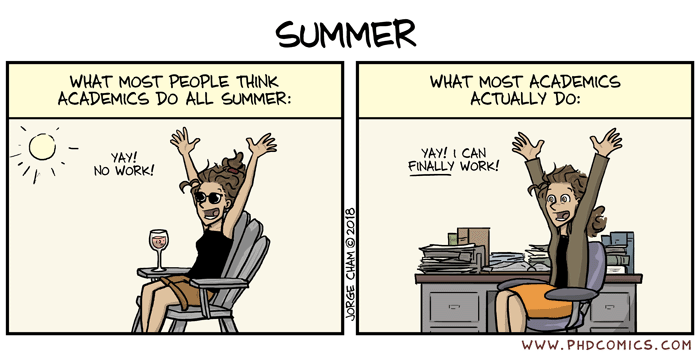 SUMMER
WHAT MOST PEOPLE THINK
ACADEMICS DO ALL SUMMER:
YAY!
NO WORK!
JORGE CHAM © 2018
WHAT MOST ACADEMICS
ACTUALLY DO:
YAY! I CAN
FINALLY WORK!
WWW.PHDCOMICS.COM